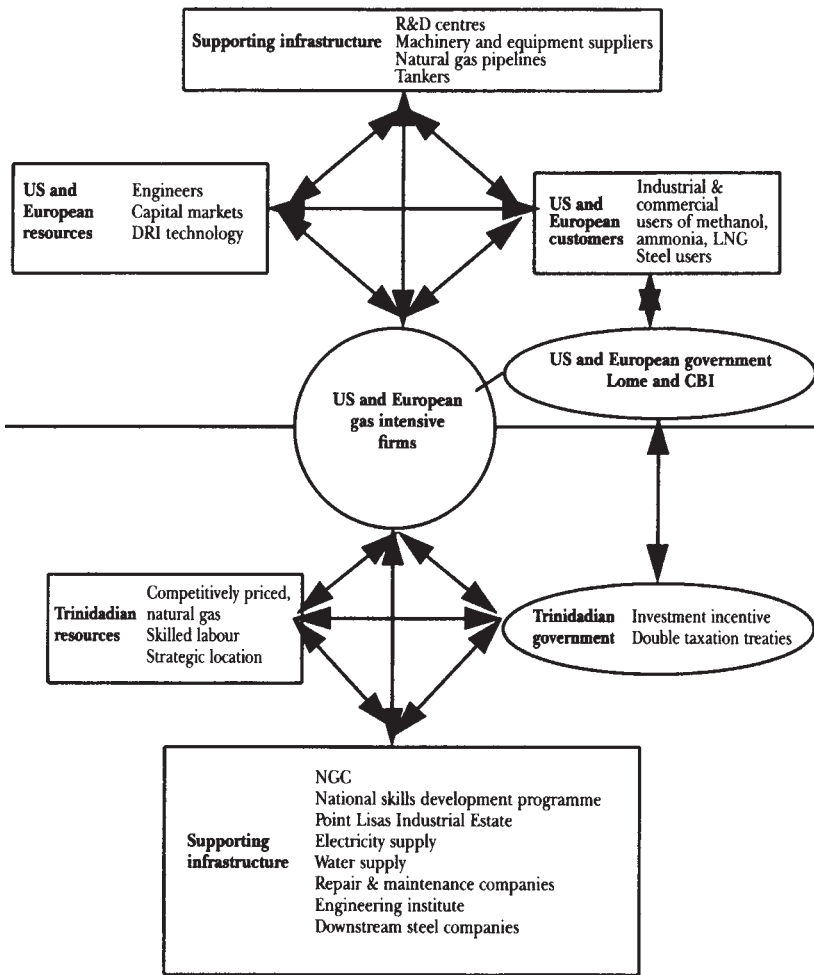 Supporting infrastructure
R&D centres
Machinery and equipment suppliers
Natural gas pipelines
Tankers
US and
European
resources
Engineers
Capital markets
DRI technology
US and
European
customers
Industrial &
commercial
users of methanol,
ammonia, LNG
Steel users
US and European government
Lome and CBI
US and European
gas intensive
firms
Trinidadian
resources
Competitively priced,
natural gas
Skilled labour
Strategic location
Trinidadian
government
Investment incentive
Double taxation treaties
Supporting
infrastructure
NGC
National skills development programme
Point Lisas Industrial Estate
Electricity supply
Water supply
Repair & maintenance companies
Engineering institute
Downstream steel companies